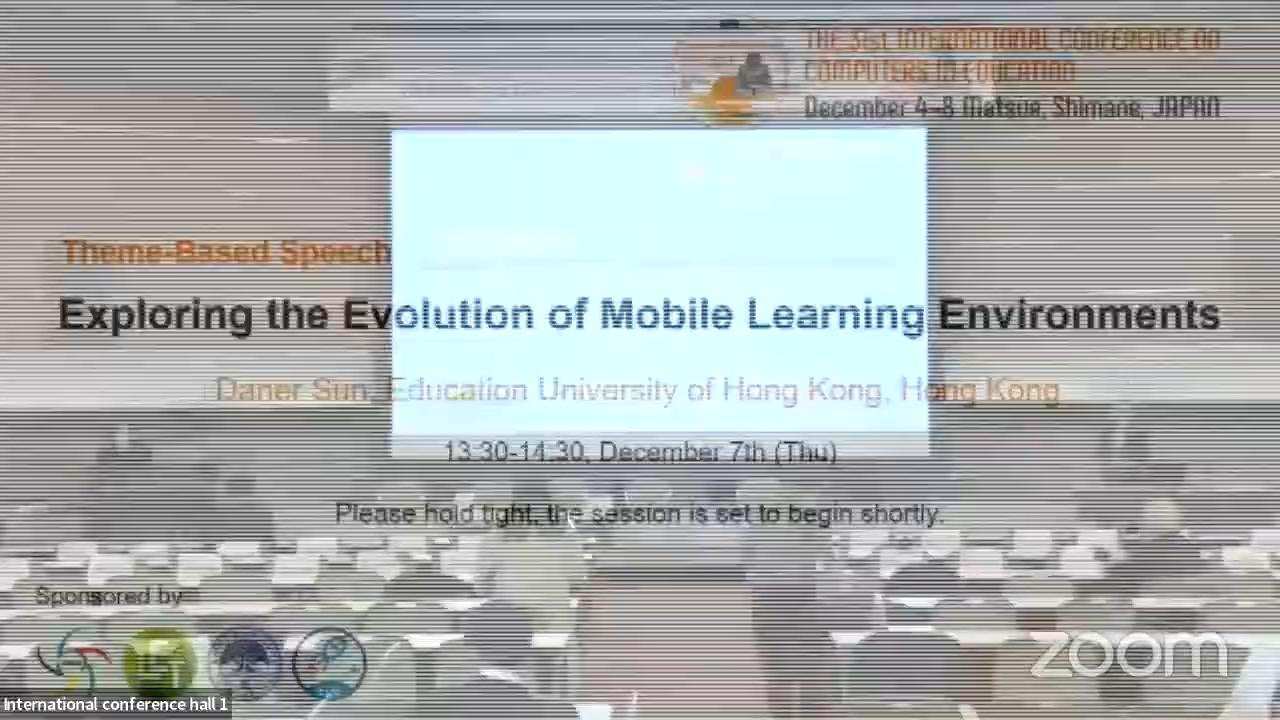 THE 31st INTERNATIONAL CONFERENCE ON
COMPUTERS IN EDUCATION
December 4-8 Matsue, Shimane, JAPAN
Theme-Based Speech
Exploring the Evolution of Mobile Learning Environments
Daner Sun, Education University of Hong Kong, Hong Kong
13:30-14:30, December 7th (Thu)
Please hold tight, the session is set to begin shortly.
Sponsored by
zoom
International conference hall 1